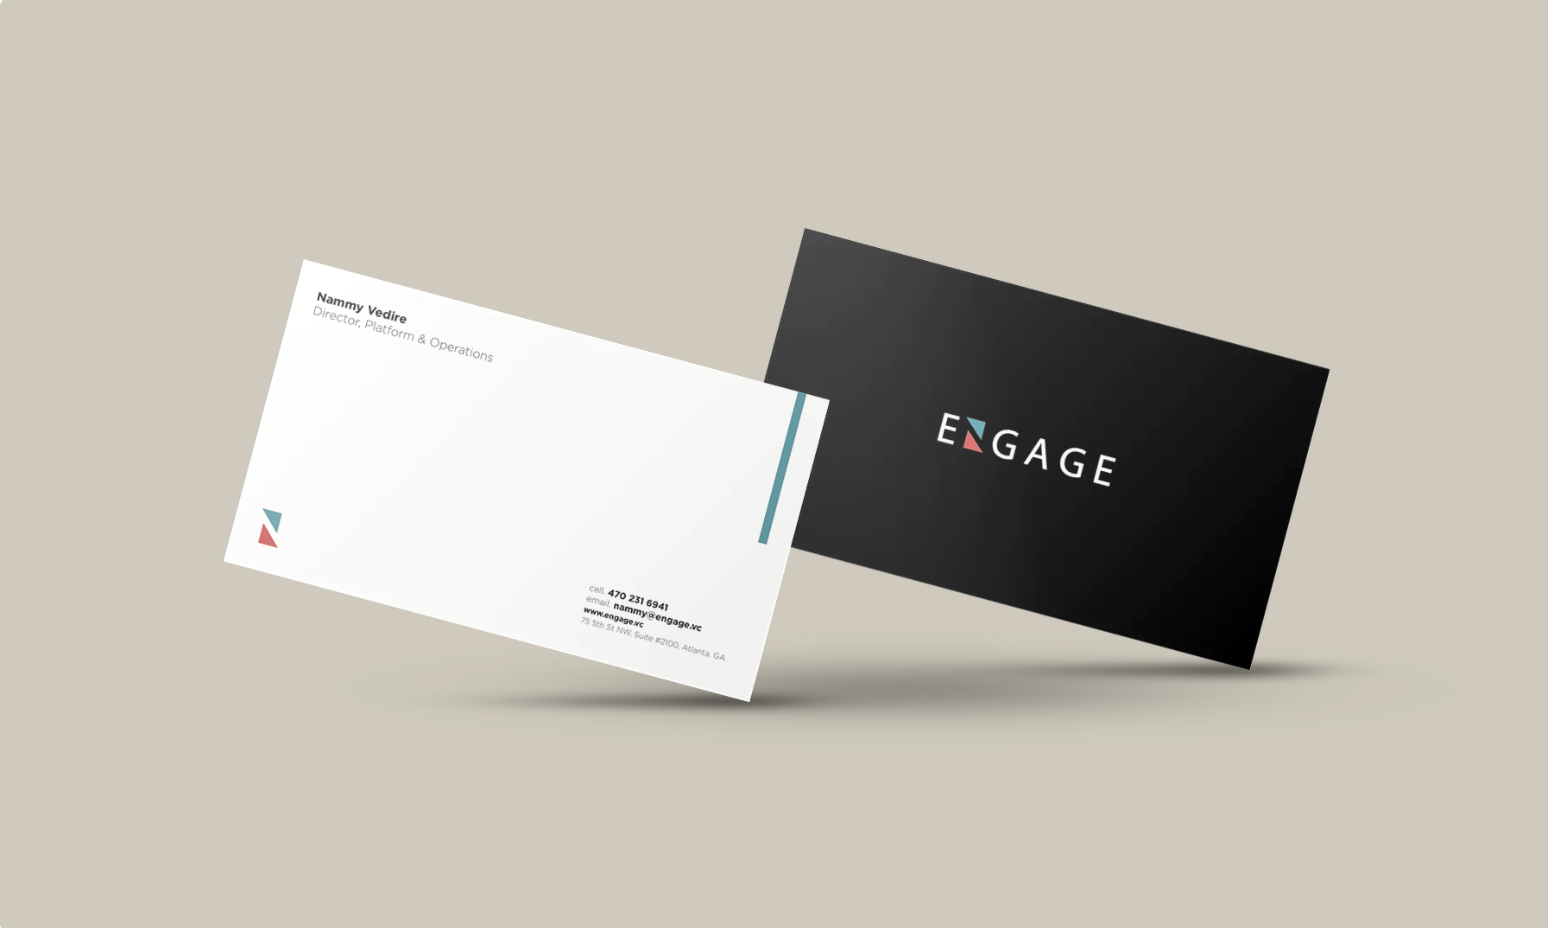 Nammy Vedire
Director, Platform & Operations
cell. 470 231 6941
email. nammy@engage.vc
www.engage.vc
75 5th St NW, Suite #2100, Atlanta, GA
ENGAGE